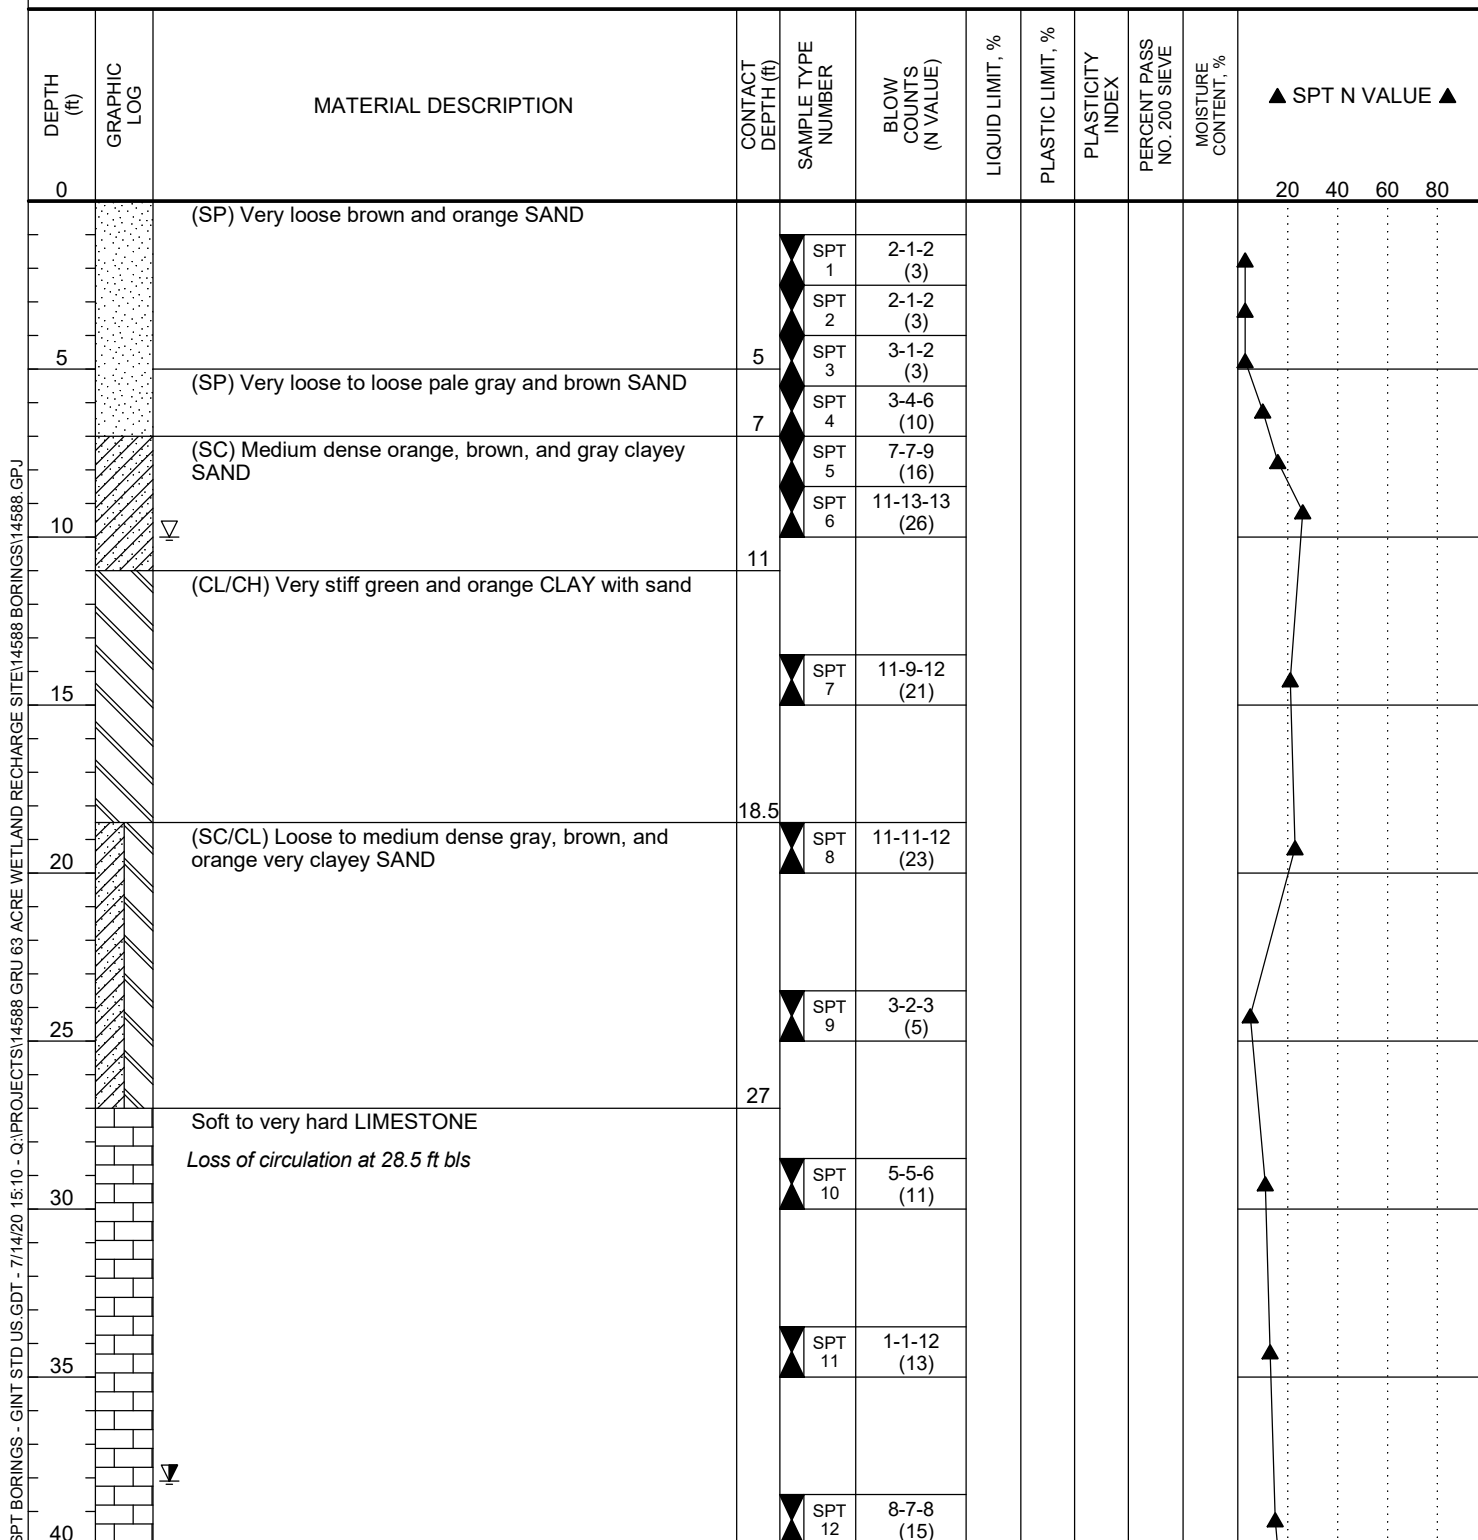 DEPTH
(ft)
GRAPHIC
LOG
MATERIAL DESCRIPTION
CONTACT
DEPTH (ft)
SAMPLE TYPE
NUMBER
BLOW
COUNTS
(N VALUE)
LIQUID LIMIT, %
PLASTIC LIMIT, %
PLASTICITY
INDEX
PERCENT PASS
NO. 200 SIEVE
MOISTURE
CONTENT, %
▲ SPT N VALUE ▲
0
20 40 60 80
(SP) Very loose brown and orange SAND
SPT
1
2-1-2
(3)
SPT
2
2-1-2
(3)
5
5
SPT
3
3-1-2
(3)
(SP) Very loose to loose pale gray and brown SAND
7
SPT
4
3-4-6
(10)
(SC) Medium dense orange, brown, and gray clayey
SAND
SPT
5
7-7-9
(16)
10
SPT
6
11-13-13
(26)
11
(CL/CH) Very stiff green and orange CLAY with sand
15
SPT
7
11-9-12
(21)
18.5
(SC/CL) Loose to medium dense gray, brown, and
orange very clayey SAND
20
SPT
8
11-11-12
(23)
25
SPT
9
3-2-3
(5)
27
Soft to very hard LIMESTONE
Loss of circulation at 28.5 ft bls
30
SPT
10
5-5-6
(11)
35
SPT
11
1-1-12
(13)
40
SPT
12
8-7-8
(15)
SPT BORINGS - GINT STD US.GDT - 7/14/20 15:10 - Q:\PROJECTS\14588 GRU 63 ACRE WETLAND RECHARGE SITE\14588 BORINGS\14588.GPJ